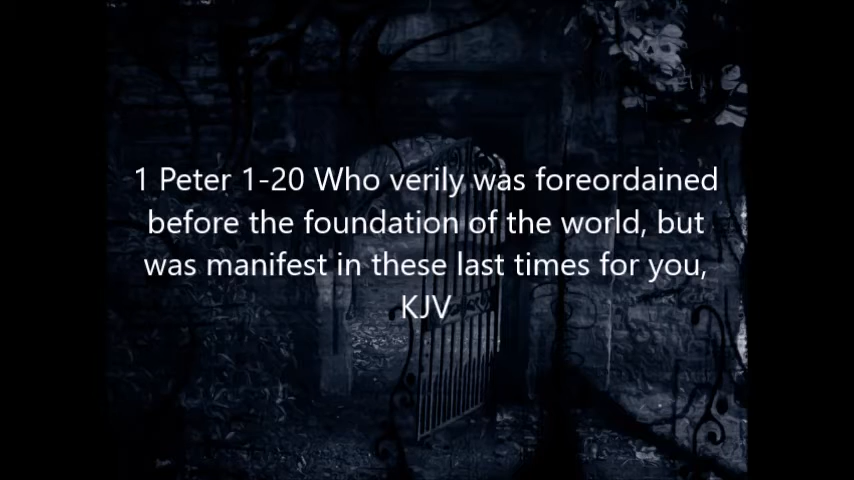 1 Peter 1-20 Who verily was foreordained
before the foundation of the world, but
was manifest in these last times for you,
KJV